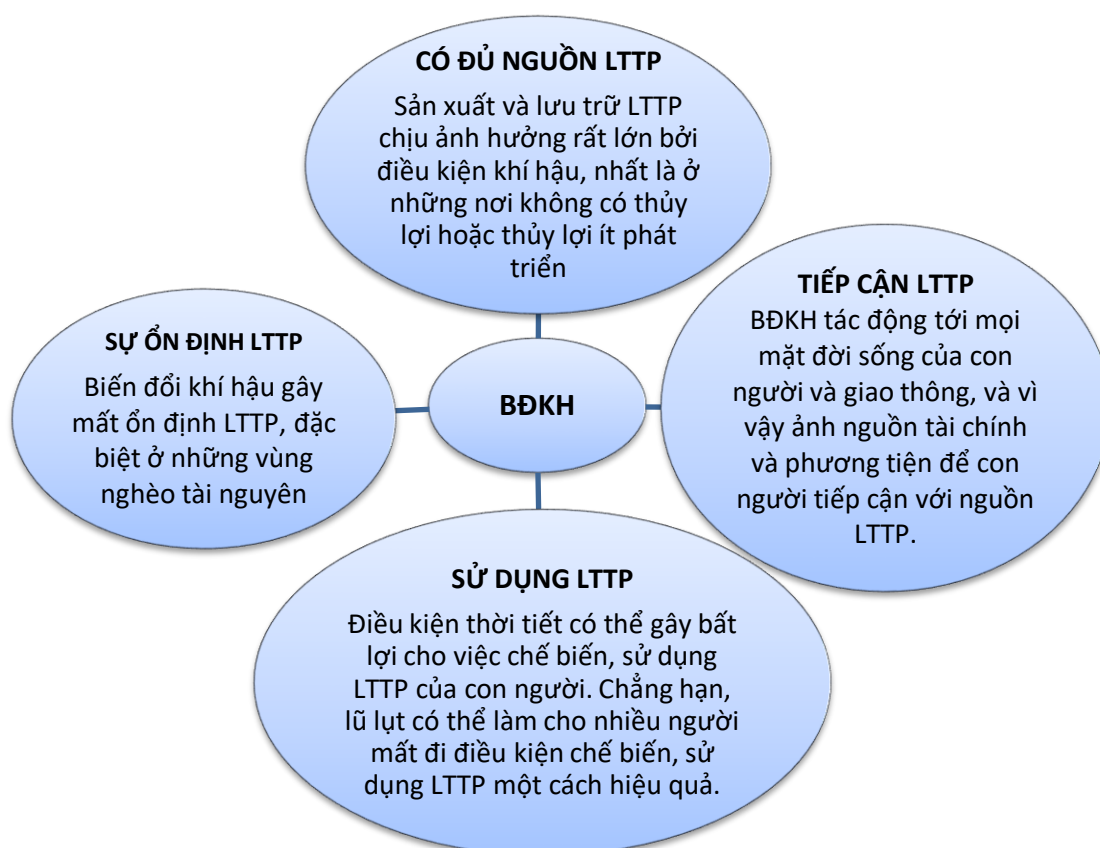 CÓ ĐỦ NGUỒN LTTP
Sản xuất và lưu trữ LTTP
chịu ảnh hưởng rất lớn bởi
điều kiện khí hậu, nhất là ở
những nơi không có thủy
lợi hoặc thủy lợi ít phát
triển
TIẾP CẬN LTTP
BĐKH tác động tới mọi
mặt đời sống của con
người và giao thông, và vì
vậy ảnh nguồn tài chính
và phương tiện để con
người tiếp cận với nguồn
LTTP.
SỰ ỔN ĐỊNH LTTP
Biến đổi khí hậu gây
mất ổn định LTTP, đặc
biệt ở những vùng
nghèo tài nguyên
BĐKH
SỬ DỤNG LTTP
Điều kiện thời tiết có thể gây bất
lợi cho việc chế biến, sử dụng
LTTP của con người. Chẳng hạn,
lũ lụt có thể làm cho nhiều người
mất đi điều kiện chế biến, sử
dụng LTTP một cách hiệu quả.